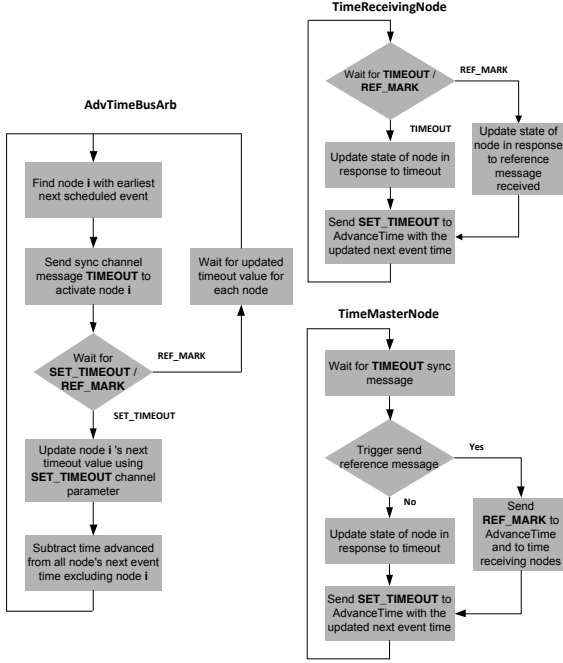 AdvTimeBusArb
Find node i with earliest
next scheduled event
Send sync channel
message TIMEOUT to
activate node i
Wait for updated
timeout value for
each node
Wait for
SET_TIMEOUT /
REF_MARK
REF_MARK
SET_TIMEOUT
Update node i 's next
timeout value using
SET_TIMEOUT channel
parameter
Subtract time advanced
from all node's next event
time excluding node i
TimeReceivingNode
Wait for TIMEOUT /
REF_MARK
REF_MARK
TIMEOUT
Update state of node in
response to timeout
Update state of
node in response
to reference
message
received
Send SET_TIMEOUT to
AdvanceTime with the
updated next event time
TimeMasterNode
Wait for TIMEOUT sync
message
Trigger send
reference message
Yes
No
Update state of node in
response to timeout
Send
REF_MARK to
AdvanceTime
and to time
receiving nodes
Send SET_TIMEOUT to
AdvanceTime with the
updated next event time